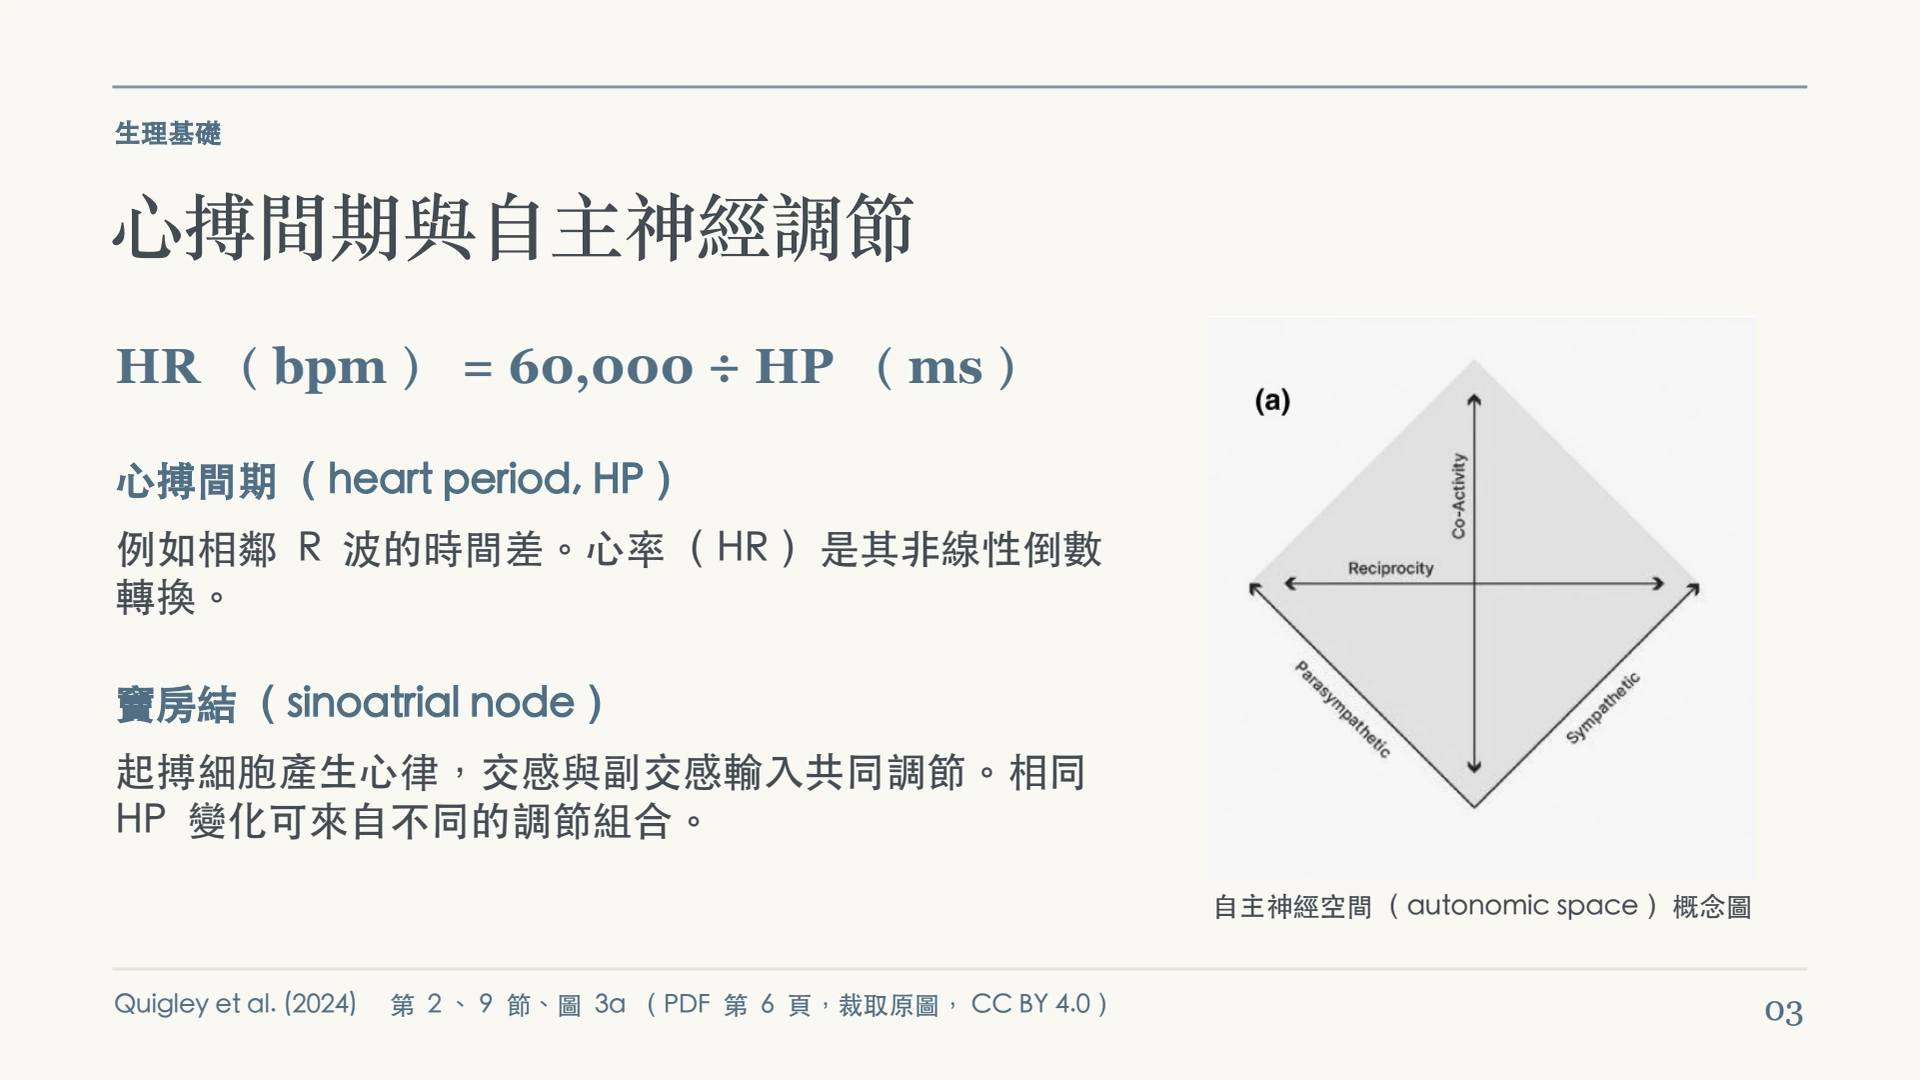 生理基礎
心搏間期與自主神經調節
HR （bpm） = 60,000 ÷ HP （ms）
心搏間期（heart period, HP）
例如相鄰 R 波的時間差。心率（HR）是其非線性倒數
轉換。
竇房結（sinoatrial node）
起搏細胞產生心律，交感與副交感輸入共同調節。相同
HP 變化可來自不同的調節組合。
(a)
Co-Activity
Reciprocity
Parasympathetic
Sympathetic
自主神經空間（autonomic space）概念圖
Quigley et al. (2024) 第 2、9 節、圖 3a （PDF 第 6 頁，裁取原圖，CC BY 4.0）
03